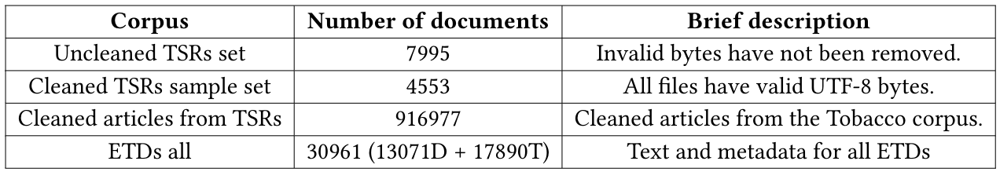 Corpus Number of documents Brief description
Uncleaned TSRs set 7995 Invalid bytes have not been removed.
Cleaned TSRs sample set 4553 All files have valid UTF-8 bytes.
Cleaned articles from TSRs 916977 Cleaned articles from the Tobacco corpus.
ETDs all 30961 (13071D + 17890T) Text and metadata for all ETDs